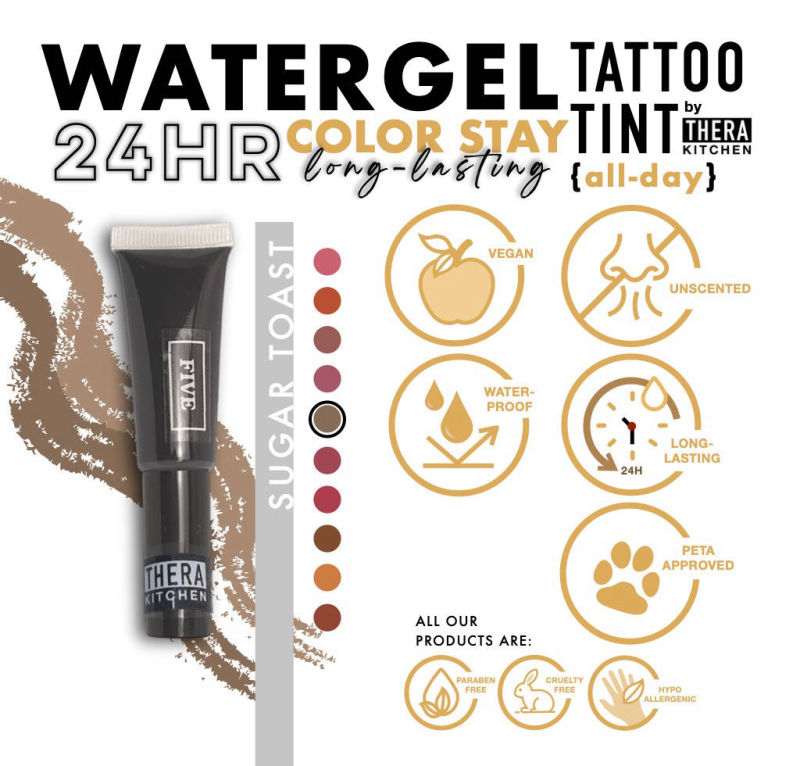 WATERGEL TATTOO
24HR COLOR STAY TINT by THERA KITCHEN
long-lasting {all-day}
SUGAR TOAST
FIVE
THERA
KITCHEN
VEGAN
UNSCENTED
WATER-
PROOF
LONG-
LASTING
24H
PETA
APPROVED
ALL OUR
PRODUCTS ARE:
PARABEN
FREE
CRUELTY
FREE
HYPO
ALLERGENIC